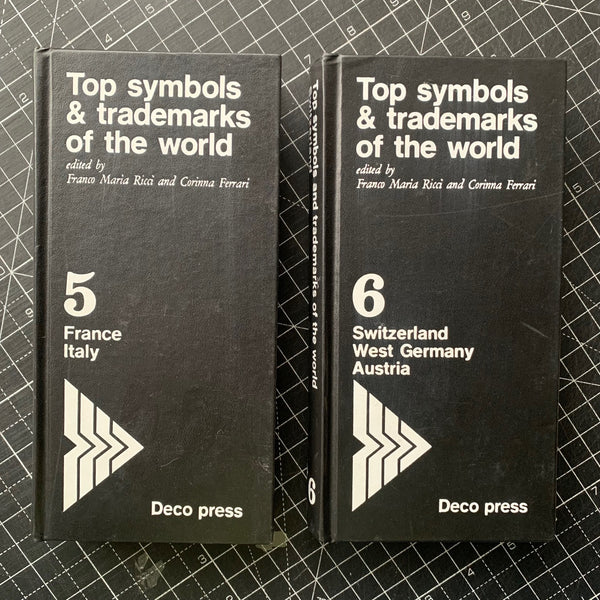 Top symbols
& trademarks
of the world
edited by
Franco Maria Ricci and Corinna Ferrari
5
France
Italy
Deco press
Top symbols and trademarks of the world
6
Top symbols
& trademarks
of the world
edited by
Franco Maria Ricci and Corinna Ferrari
6
Switzerland
West Germany
Austria
Deco press